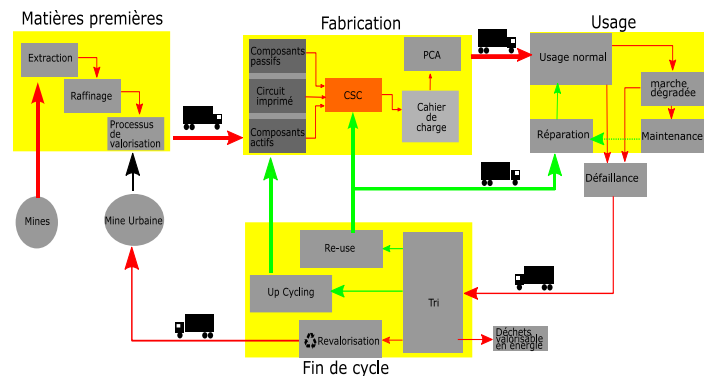 Matières premières
Extraction
Raffinage
Processus
de
valorisation
Mines
Mine Urbaine
Fabrication
Composants
passifs
Circuit
imprimé
Composants
actifs
CSC
PCA
Cahier
de
charge
Usage
Usage normal
marche
dégradée
Réparation
Maintenance
Défaillance
Re-use
Up Cycling
Tri
Revalorisation
Déchets
valorisable
en énergie
Fin de cycle